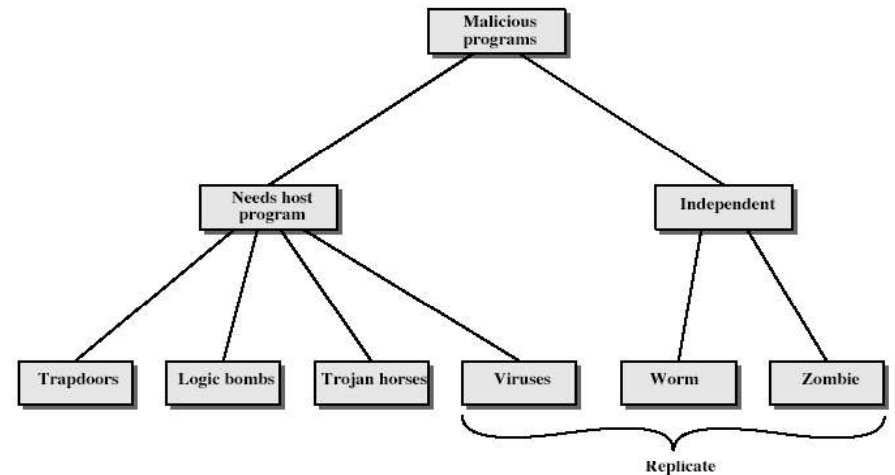 Malicious
programs
Needs host
program
Independent
Trapdoors
Logic bombs
Trojan horses
Viruses
Worm
Zombie
Replicate